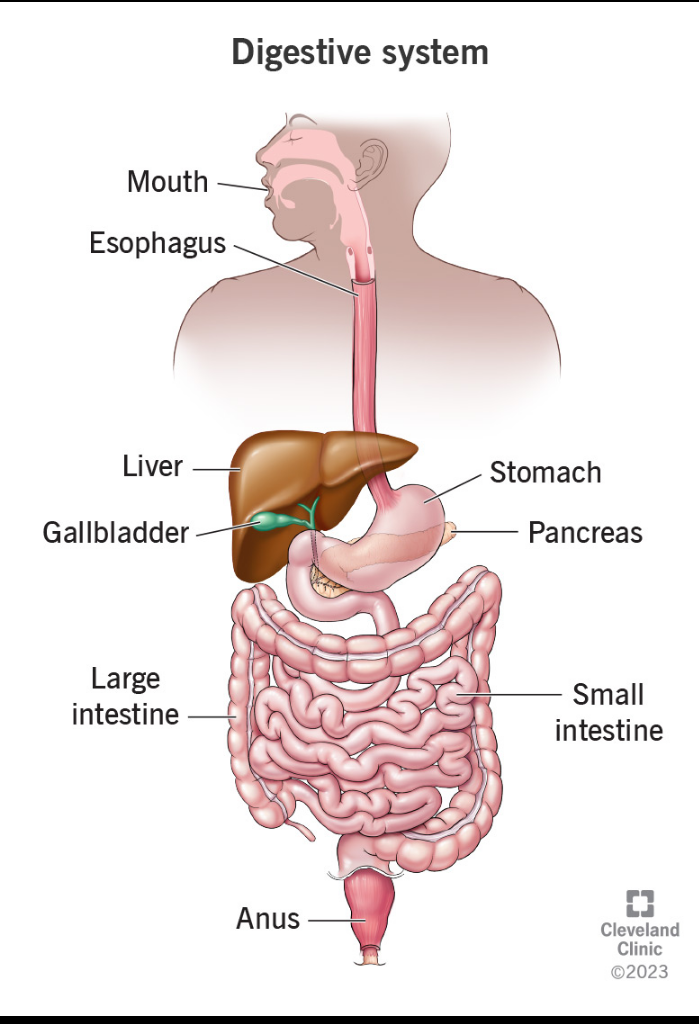 Digestive system
Mouth
Esophagus
Liver
Stomach
Gallbladder
Pancreas
Large
intestine
Small
intestine
Anus
Cleveland
Clinic
©2023